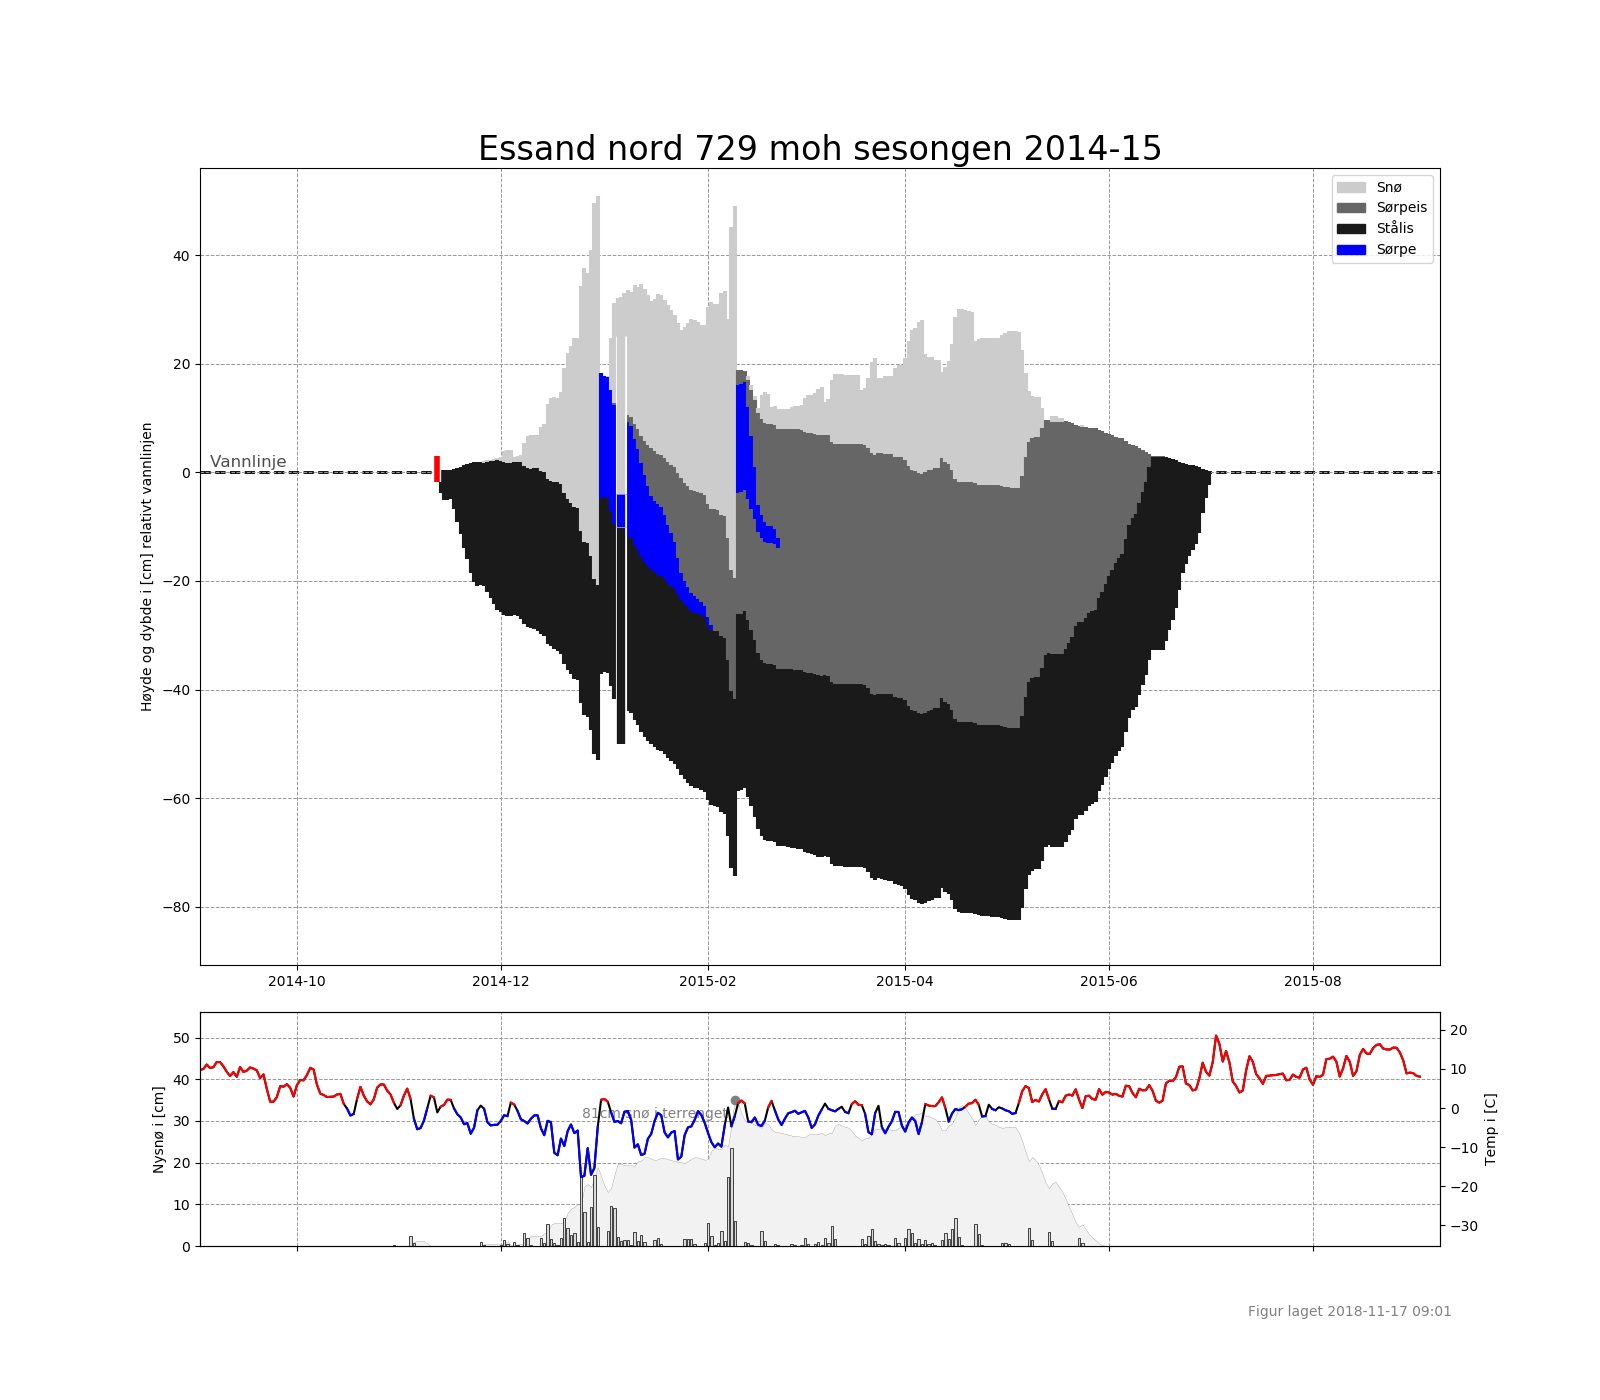 Essand nord 729 moh sesongen 2014-15
Høyde og dybde i [cm] relativt vannlinjen
40
20
0
−20
−40
−60
−80
Vannlinje
Snø
Sørpeis
Stålis
Sørpe
2014-10
2014-12
2015-02
2015-04
2015-06
2015-08
Nysnø i [cm]
50
40
30
20
10
0
81cm snø i terrenget
20
10
0
−10
−20
−30
Temp i [C]
Figur laget 2018-11-17 09:01